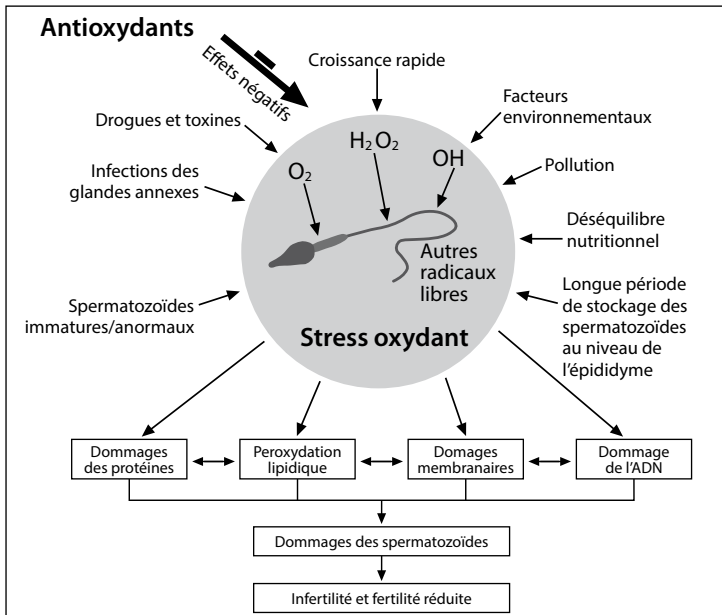 Antioxydants
Effets négatifs
Croissance rapide
Drogues et toxines
Facteurs
environnementaux
Infections des
glandes annexes
O2
H2O2
OH
Pollution
Déséquilibre
nutritionnel
Autres
radicaux
libres
Spermatozoïdes
immatures/anormaux
Longue période
de stockage des
spermatozoïdes
au niveau de
l'épididyme
Stress oxydant
Dommages
des protéines
Peroxydation
lipidique
Domages
membranaires
Dommage
de l'ADN
Dommages des spermatozoïdes
Infertilité et fertilité réduite